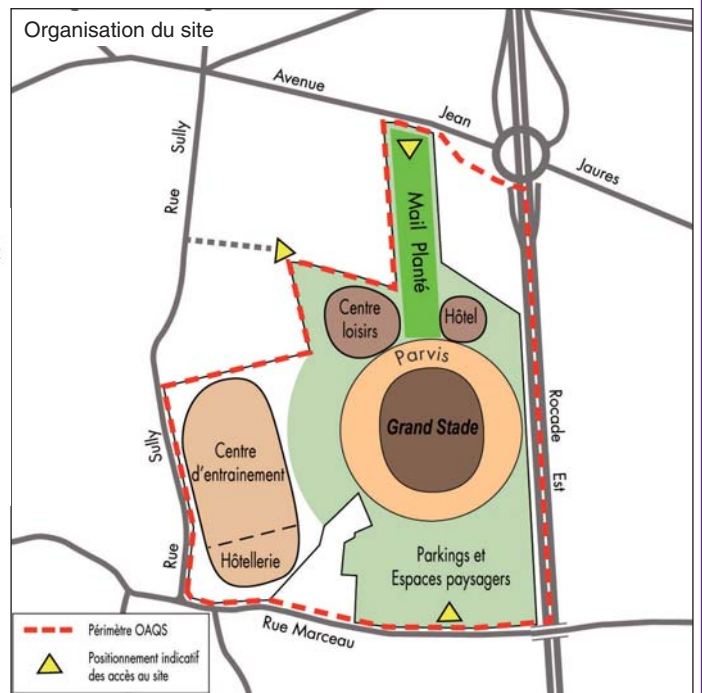 Organisation du site
Avenue
Jean
Jaures
Sully
Rue
Mail Planté
Centre
loisirs
Hôtel
Parvis
Grand Stade
Rocade
Est
Sully
Centre
d'entrainement
Hôtellerie
Rue
Parkings et
Espaces paysagers
Rue Marceau
Périmètre OAQS
Positionnement indicatif
des accès au site